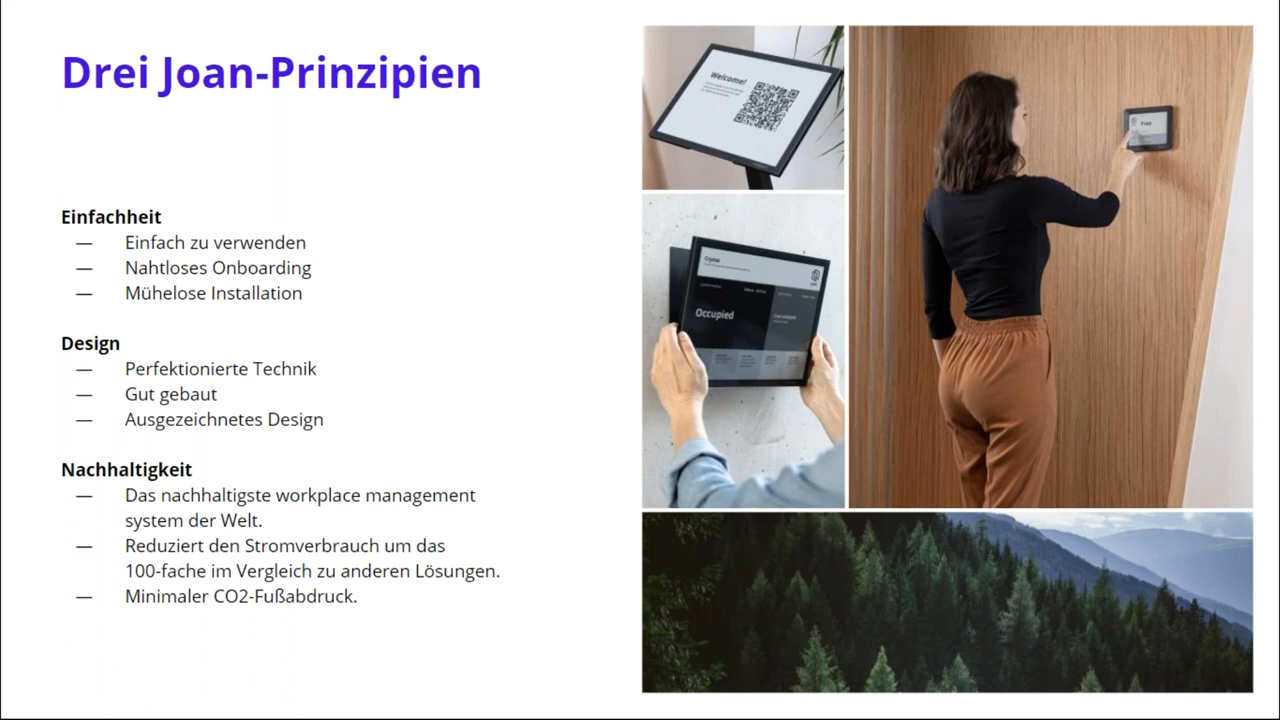 Drei Joan-Prinzipien
Einfachheit
— Einfach zu verwenden
— Nahtloses Onboarding
— Mühelose Installation
Design
— Perfektionierte Technik
— Gut gebaut
— Ausgezeichnetes Design
Nachhaltigkeit
— Das nachhaltigste workplace management
system der Welt.
— Reduziert den Stromverbrauch um das
100-fache im Vergleich zu anderen Lösungen.
— Minimaler CO2-Fußabdruck.
Welcome!
Crystal
Occupied
Free